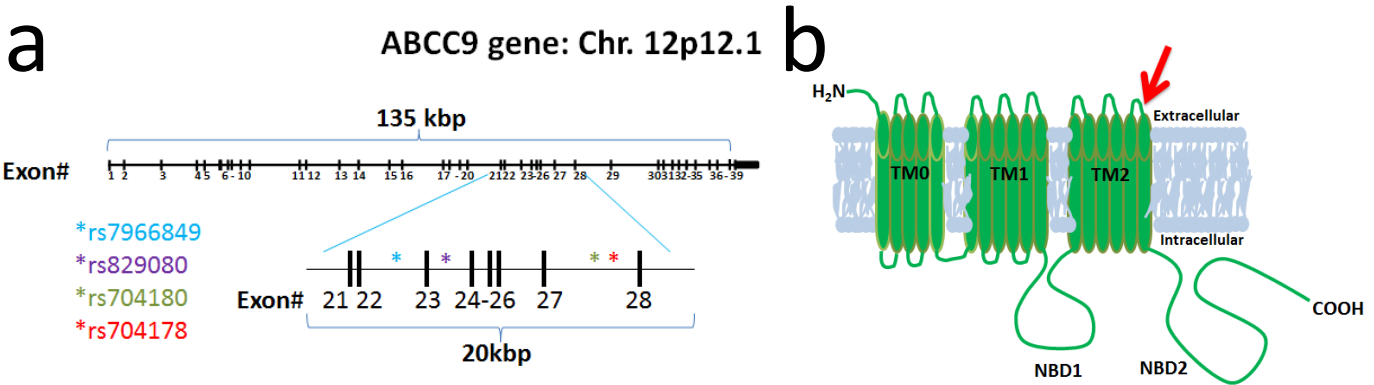 a
ABCC9 gene: Chr. 12p12.1
135 kbp
Exon#
1 2 3 4 5 6 - 10 11 12 13 14 15 16 17 - 20 21 22 23-26 27 28 29 30 31 32-35 36 - 39
*rs7966849
*rs829080
*rs704180
*rs704178
* * * *
Exon# 21 22 23 24-26 27 28
20kbp
b
H₂N
Extracellular
TM0 TM1 TM2
Intracellular
COOH
NBD1 NBD2